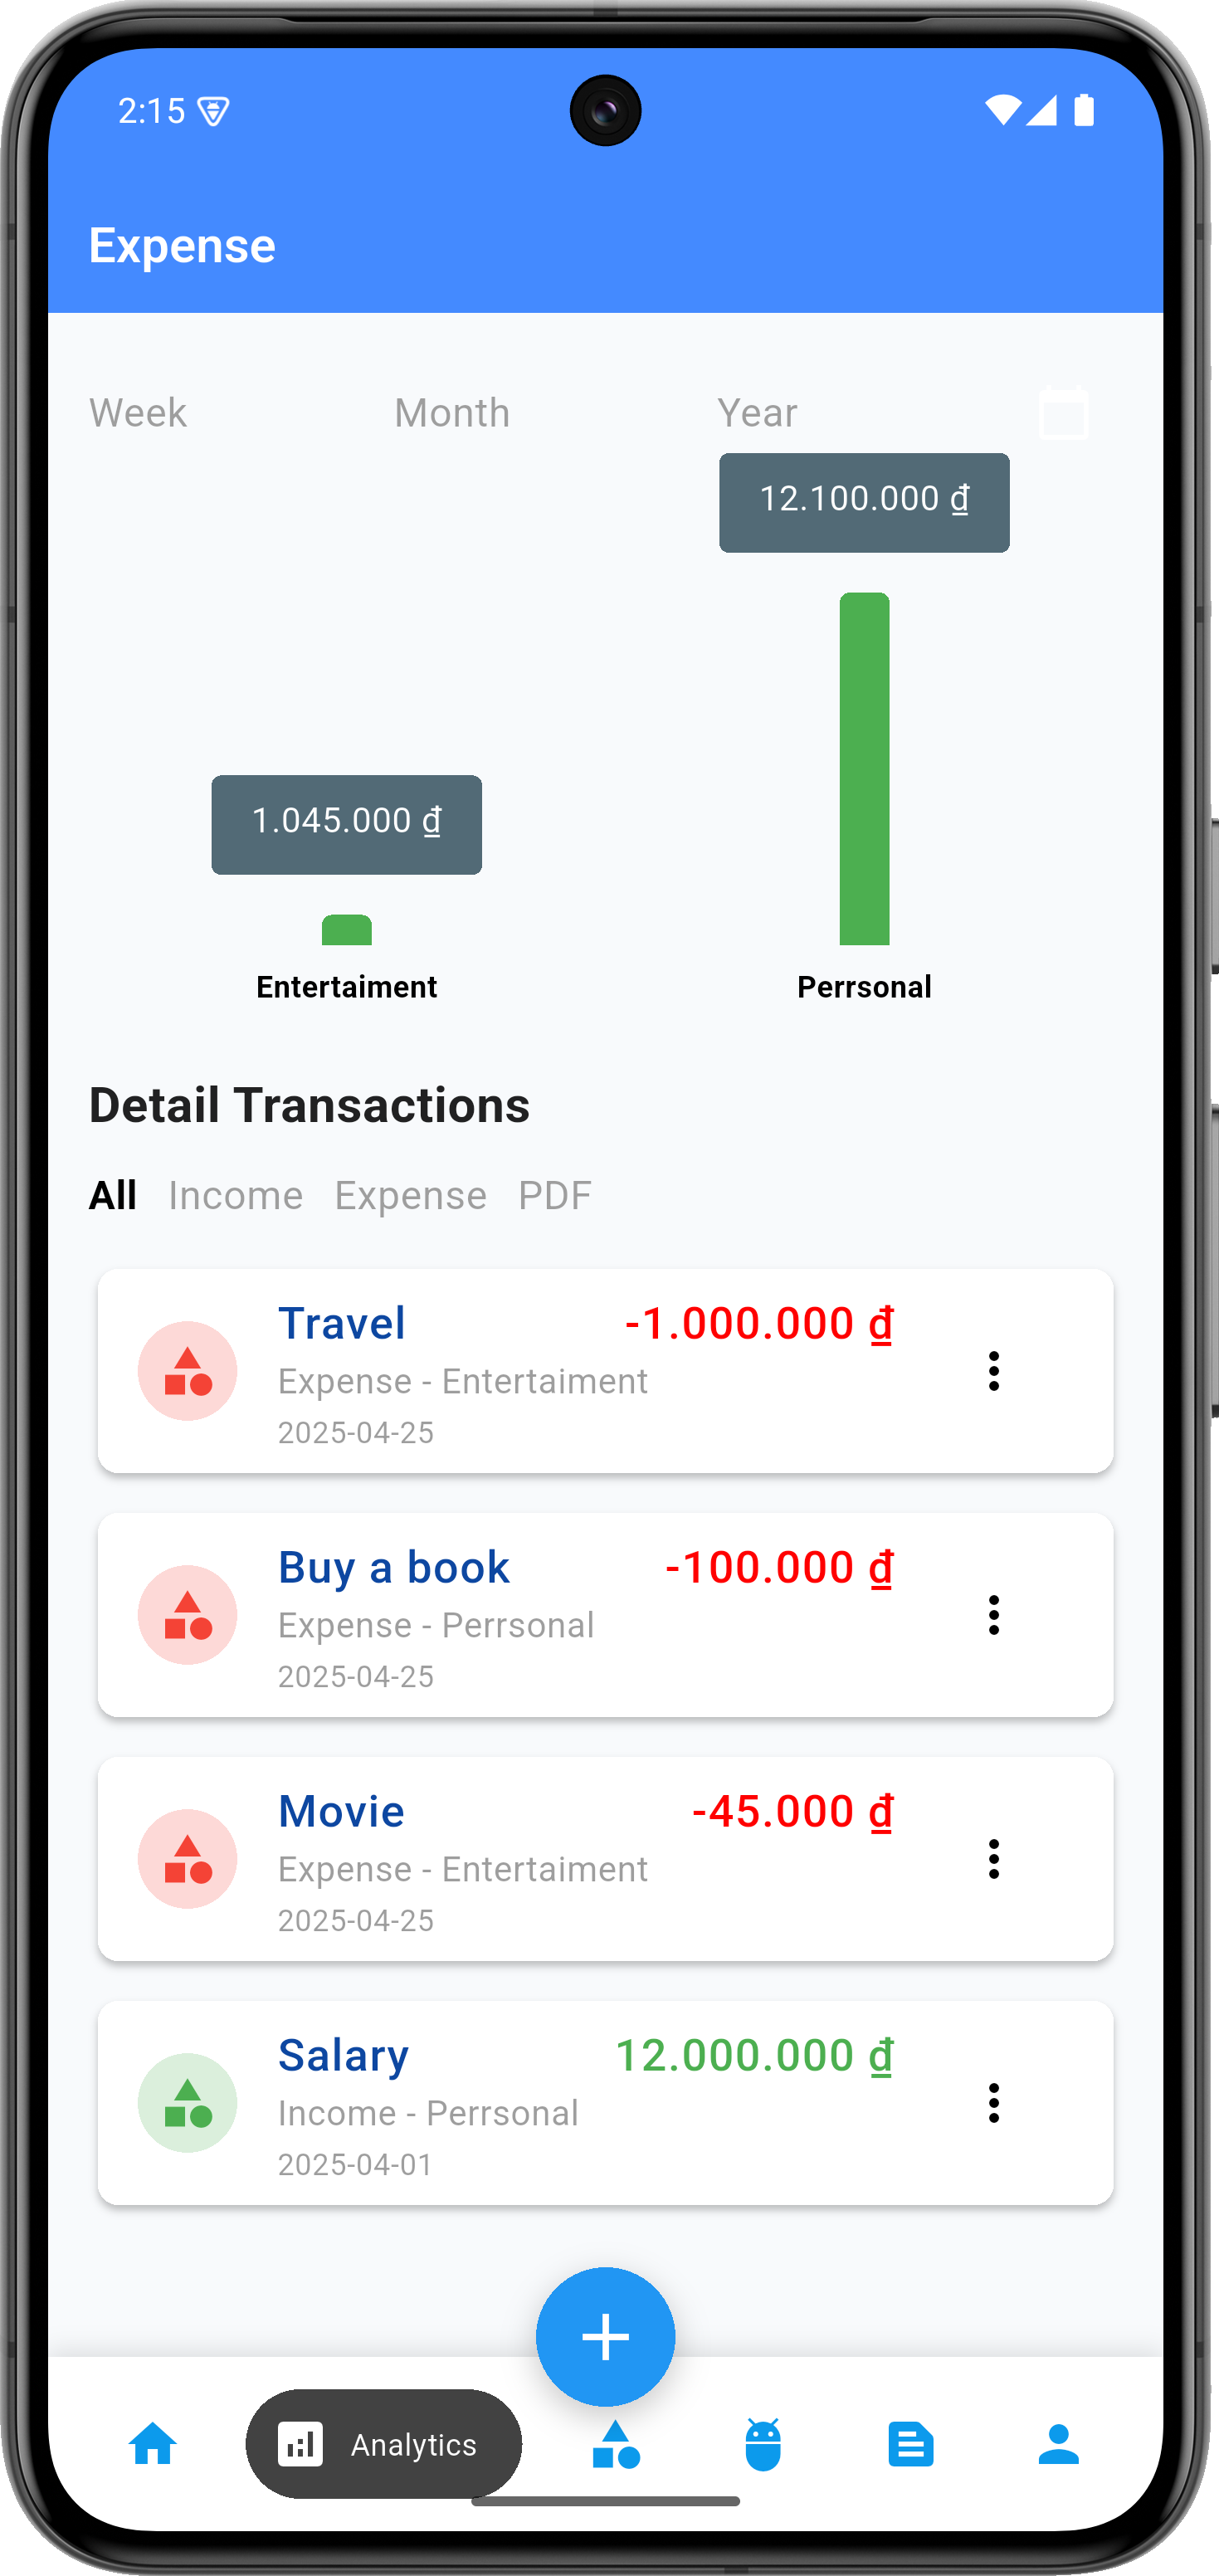 2:15
Expense
Week Month Year
12.100.000 ₫
1.045.000 ₫
Entertaiment Perrsonal
Detail Transactions
All Income Expense PDF
Travel -1.000.000 ₫
Expense - Entertaiment
2025-04-25
Buy a book -100.000 ₫
Expense - Perrsonal
2025-04-25
Movie -45.000 ₫
Expense - Entertaiment
2025-04-25
Salary 12.000.000 ₫
Income - Perrsonal
2025-04-01
Analytics